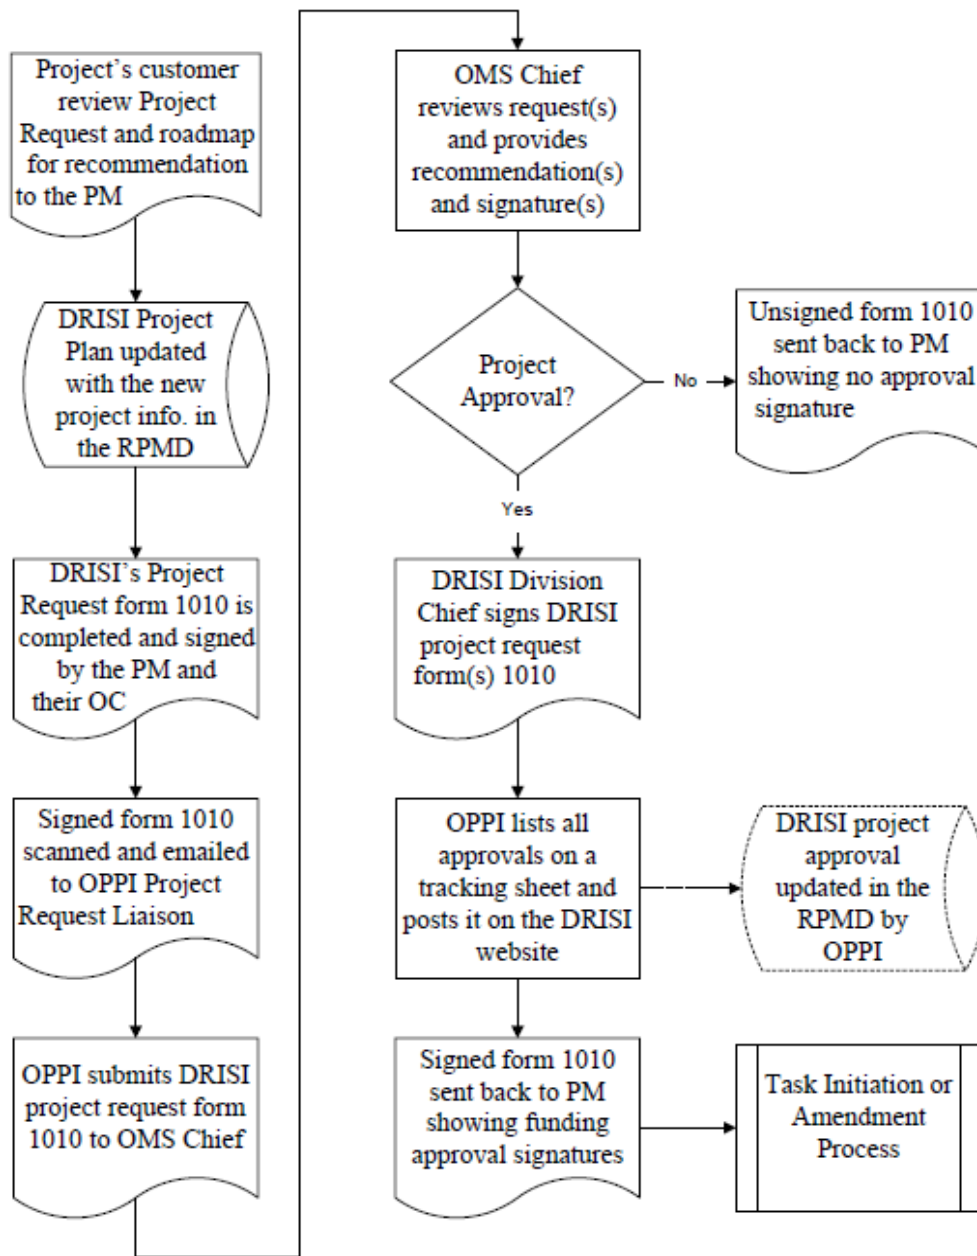 Project's customer
review Project
Request and roadmap
for recommendation
to the PM
DRISI Project
Plan updated
with the new
project info. in
the RPMD
DRISI's Project
Request form 1010 is
completed and signed
by the PM and
their OC
Signed form 1010
scanned and emailed
to OPPI Project
Request Liaison
OPPI submits DRISI
project request form
1010 to OMS Chief
OMS Chief
reviews request(s)
and provides
recommendation(s)
and signature(s)
Project
Approval?
No
Unsigned form 1010
sent back to PM
showing no approval
signature
Yes
DRISI Division
Chief signs DRISI
project request
form(s) 1010
OPPI lists all
approvals on a
tracking sheet and
posts it on the DRISI
website
DRISI project
approval
updated in the
RPMD by
OPPI
Signed form 1010
sent back to PM
showing funding
approval signatures
Task Initiation or
Amendment
Process